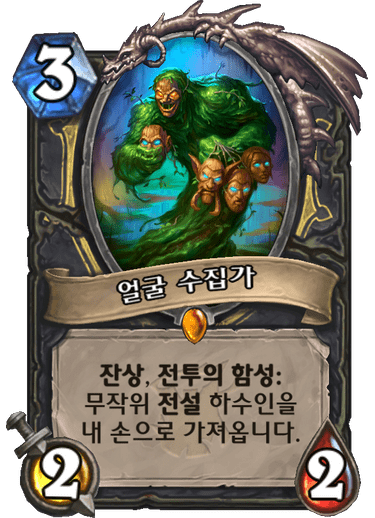 3
얼굴 수집가
잔상, 전투의 함성:
무작위 전설 하수인을
내 손으로 가져옵니다.
2
2